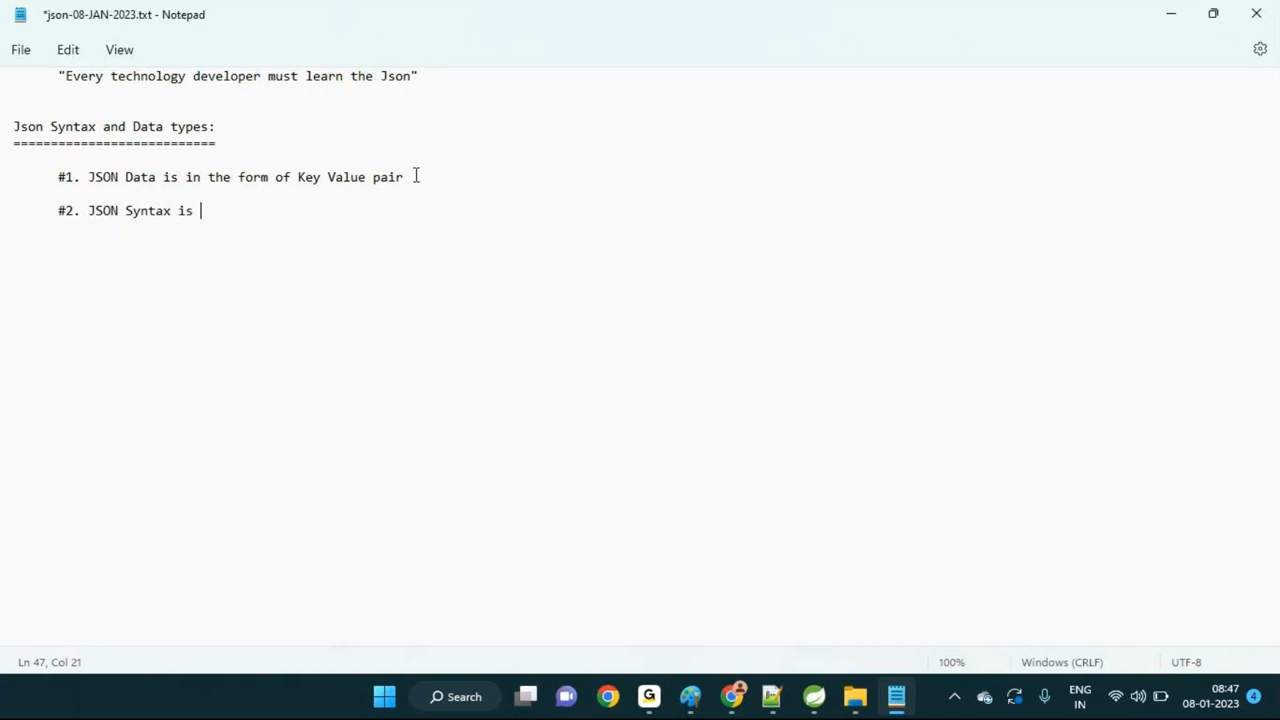 *json-08-JAN-2023.txt - Notepad
File Edit View
"Every technology developer must learn the Json"
Json Syntax and Data types:
===========================
#1. JSON Data is in the form of Key Value pair
#2. JSON Syntax is
Ln 47, Col 21 100% Windows (CRLF) UTF-8
Search
ENG 08:47
IN 08-01-2023 4